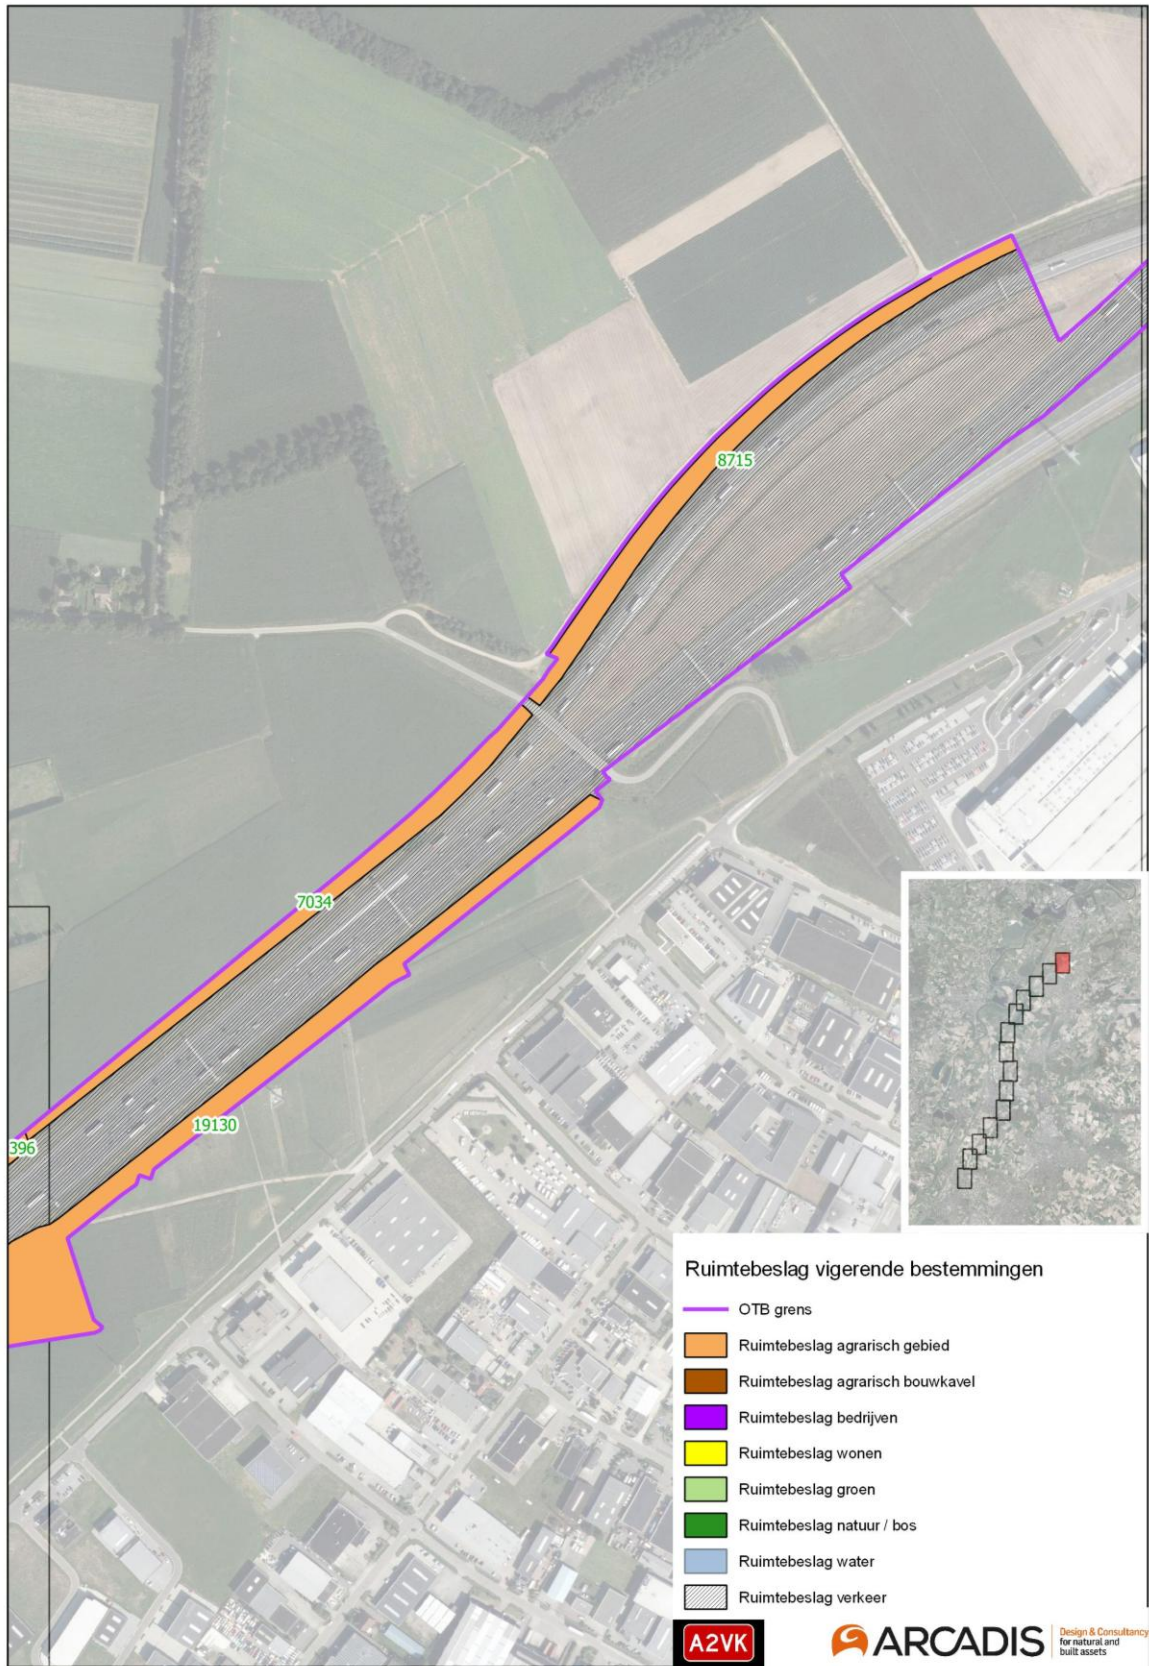 8715
7034
19130
396
Ruimtebeslag vigerende bestemmingen
OTB grens
Ruimtebeslag agrarisch gebied
Ruimtebeslag agrarisch bouwkavel
Ruimtebeslag bedrijven
Ruimtebeslag wonen
Ruimtebeslag groen
Ruimtebeslag natuur / bos
Ruimtebeslag water
Ruimtebeslag verkeer
A2VK
ARCADIS
Design & Consultancy
for natural and
built assets